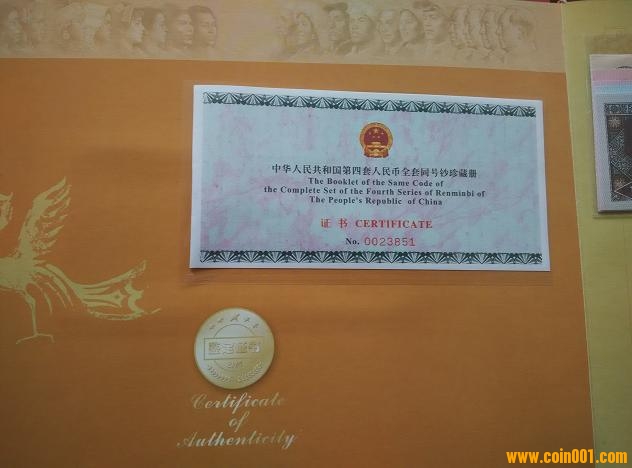 中华人民共和国第四套人民币全套同号钞珍藏册
The Booklet of the Same Code of
the Complete Set of the Fourth Series of Renminbi of
The People's Republic of China
证书 CERTIFICATE
No. 0023851
鉴定证书
Certificate
of
Authenticity
www.coin001.com